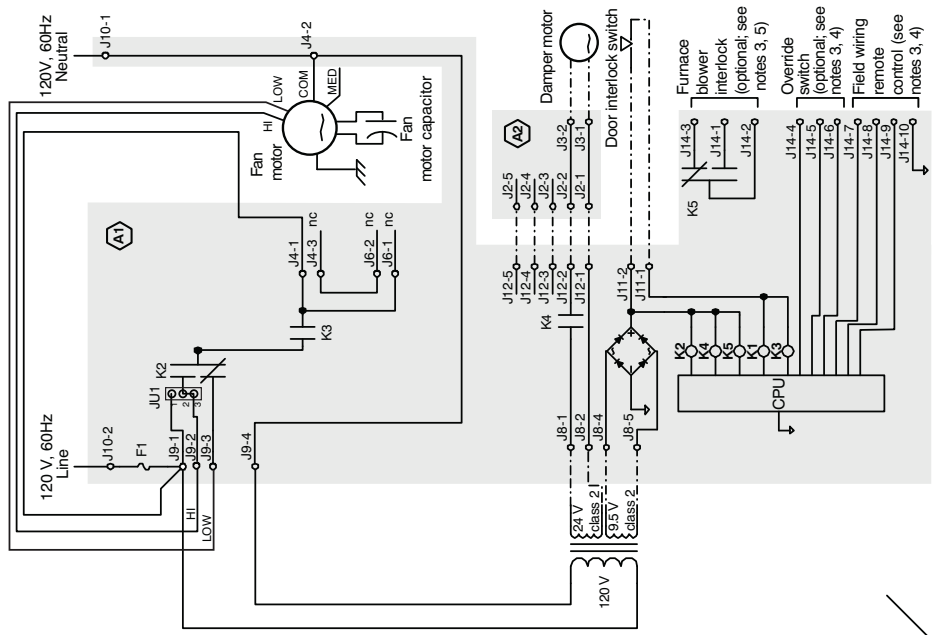 120V, 60Hz
Neutral
J10-1
J4-2
LOW
COM
MED
HI
Fan
motor
Fan
motor capacitor
A1
J4-1
J4-3 nc
J6-2 nc
J6-1
K3
K2
JU1
1
2
3
120 V, 60Hz
Line
J10-2
F1
J9-1
J9-2
J9-3
HI
LOW
J9-4
Damper motor
Door interlock switch
A2
J3-2
J3-1
J2-5
J2-4
J2-3
J2-2
J2-1
J12-5
J12-4
J12-3
J12-2
J12-1
K4
J11-2
J11-1
J8-1
J8-2
J8-4
J8-5
24 V
class 2
9.5 V
class 2
120 V
Furnace
blower
interlock
(optional; see
notes 3, 5)
Override
switch
(optional; see
notes 3, 4)
Field wiring
remote
control (see
notes 3, 4)
J14-3
J14-1
J14-2
K5
J14-4
J14-5
J14-6
J14-7
J14-8
J14-9
J14-10
K2
K4
K5
K1
K3
CPU